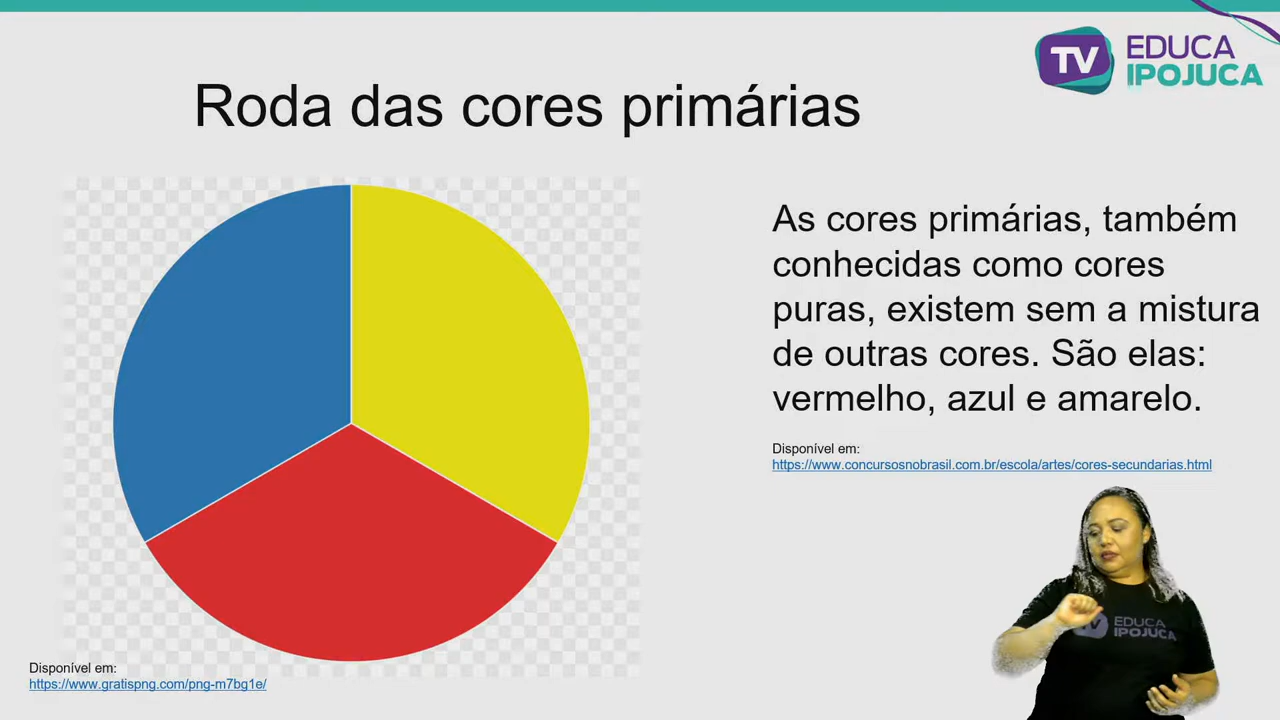 TV EDUCA
IPOJUCA
Roda das cores primárias
As cores primárias, também
conhecidas como cores
puras, existem sem a mistura
de outras cores. São elas:
vermelho, azul e amarelo.
Disponível em:
https://www.concursosnobrasil.com.br/escola/artes/cores-secundarias.html
TV EDUCA
IPOJUCA
Disponível em:
https://www.gratispng.com/png-m7bg1e/